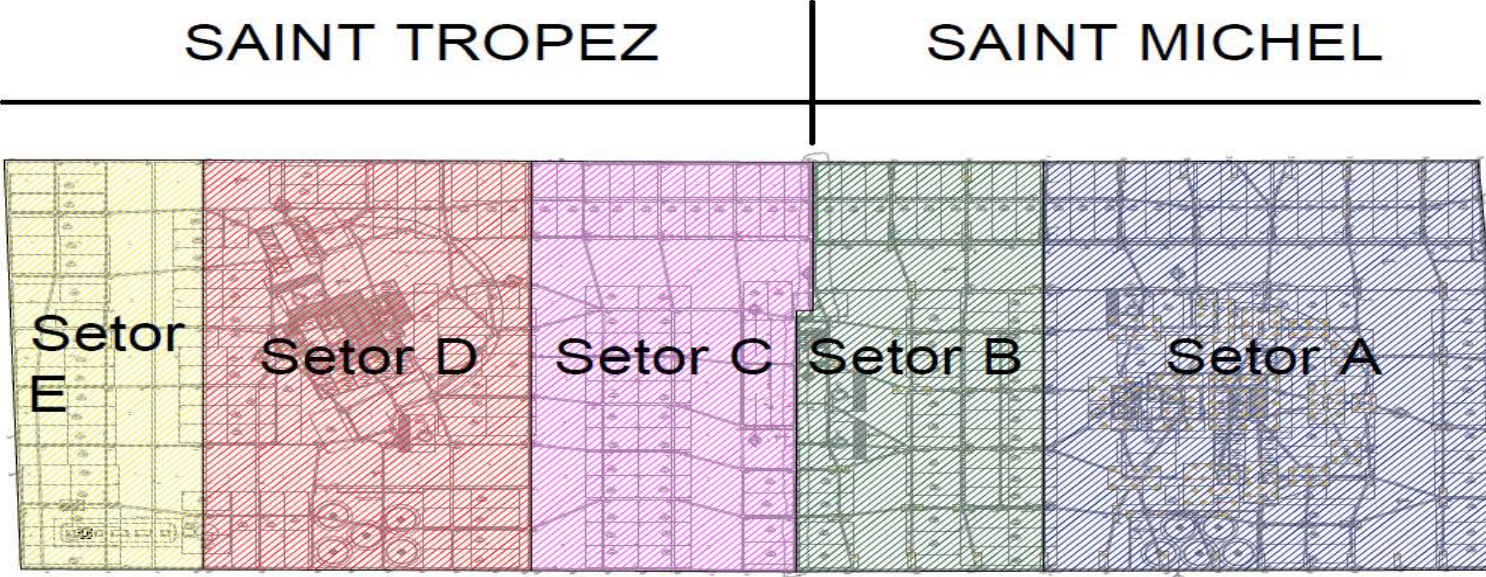 SAINT TROPEZ
SAINT MICHEL
Setor
E
Setor D
Setor C
Setor B
Setor A